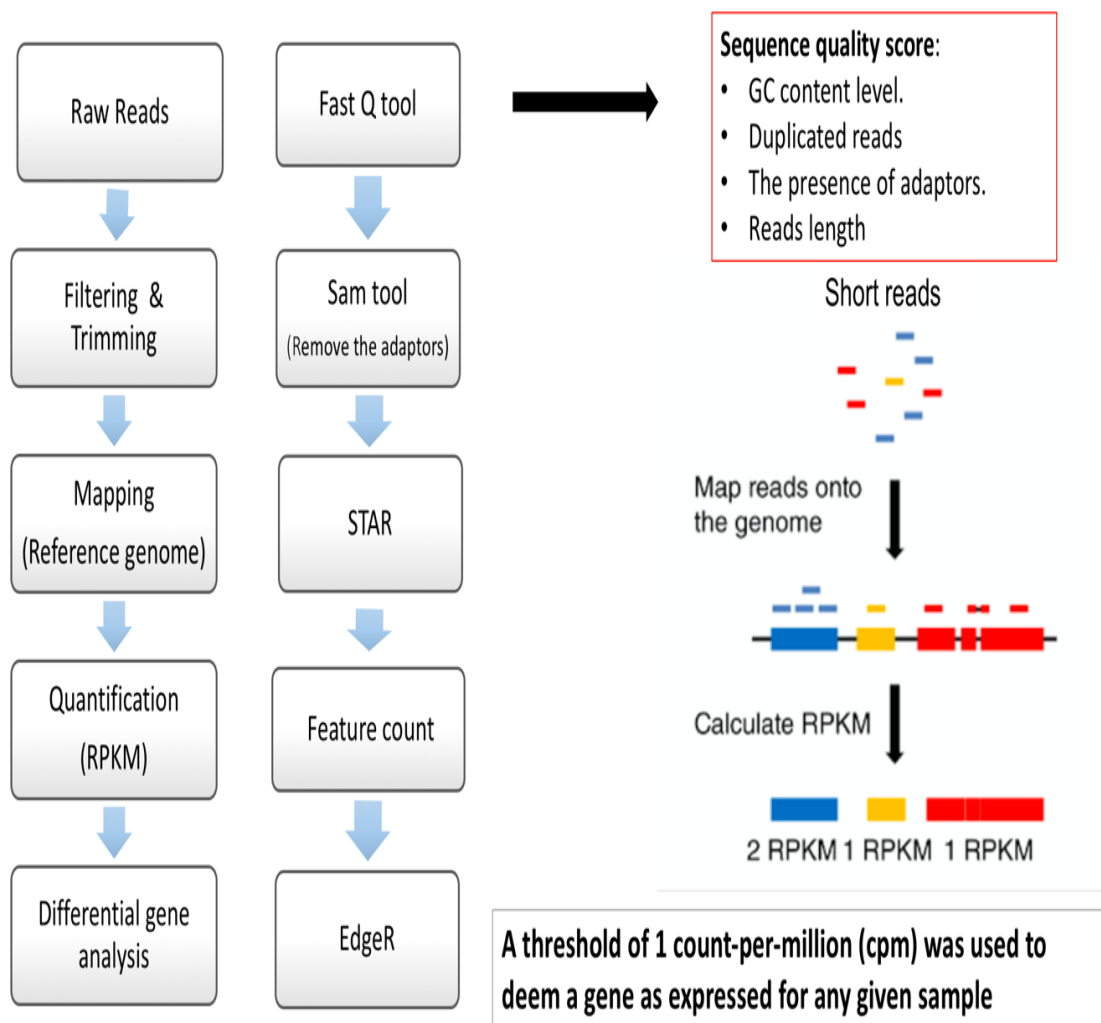 Raw Reads
Filtering & 
Trimming
Mapping
(Reference genome)
Quantification
(RPKM)
Differential gene
analysis
Fast Q tool
Sam tool
(Remove the adaptors)
STAR
Feature count
EdgeR
Sequence quality score:
• GC content level.
• Duplicated reads
• The presence of adaptors.
• Reads length
Short reads
Map reads onto
the genome
Calculate RPKM
2 RPKM 1 RPKM 1 RPKM
A threshold of 1 count-per-million (cpm) was used to
deem a gene as expressed for any given sample